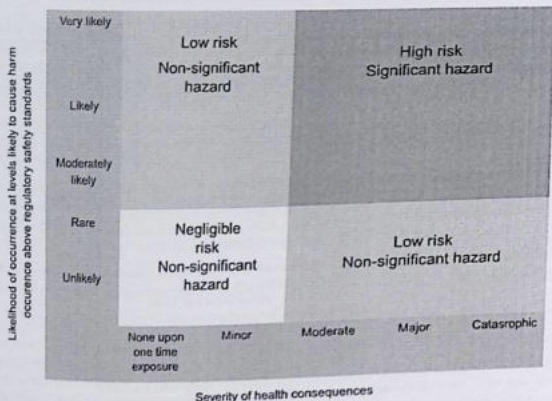 Likelihood of occurrence at levels likely to cause harm
occurence above regulatory safety standards
Very likely
Likely
Moderately
likely
Rare
Unlikely
Low risk
Non-significant
hazard
High risk
Significant hazard
Negligible
risk
Non-significant
hazard
Low risk
Non-significant hazard
None upon
one time
exposure
Minor
Moderate
Major
Catasrophic
Severity of health consequences